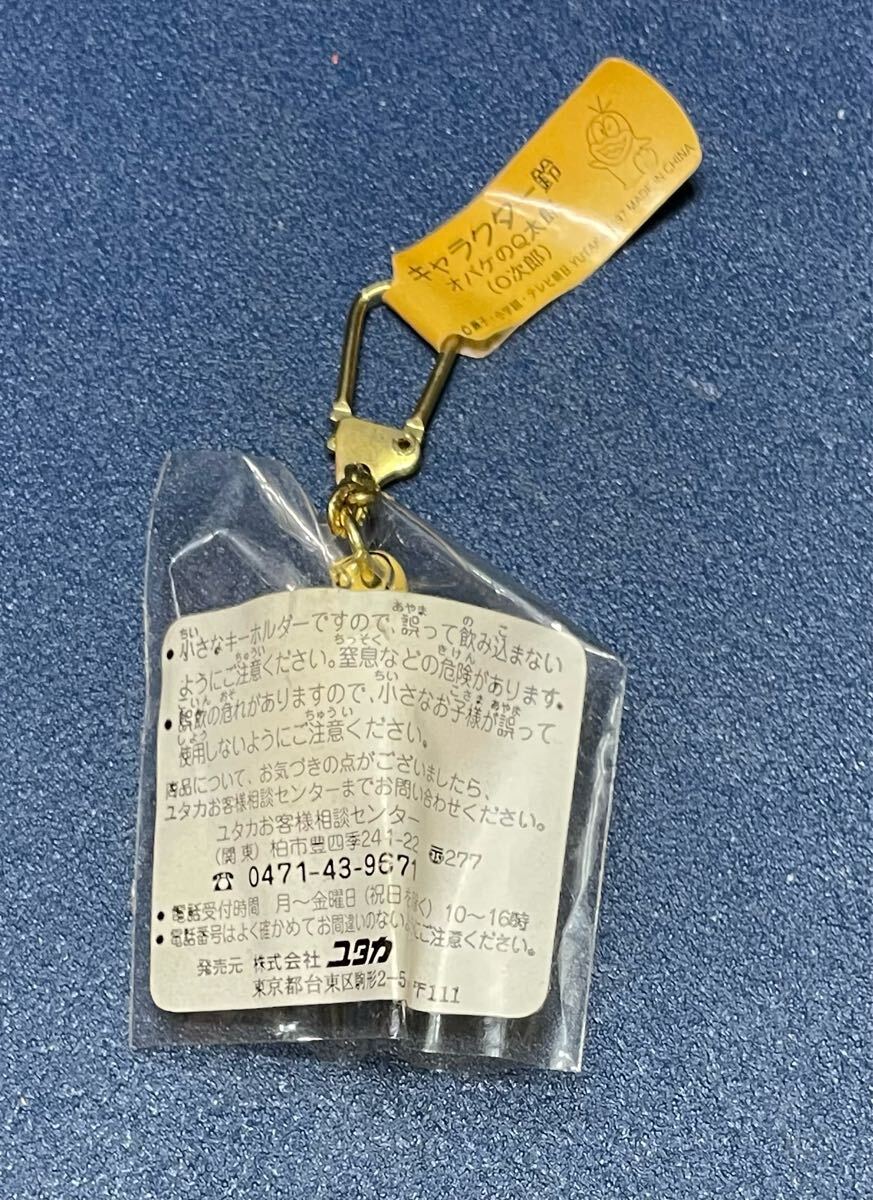 キャラクター鈴
オバケのQ太郎
(O次郎)
・小学館・テレビ朝日 YUTAKA 1997 MADE IN CHINA
• 小さなキーホルダーですので、誤って飲み込まない
ようにご注意ください。窒息などの危険があります。
• 誤飲の危れがありますので、小さなお子様が誤って
使用しないようにご注意ください。
商品について、お気づきの点がございましたら、
ユタカお客様相談センターまでお問い合わせください。
ユタカお客様相談センター
(関東) 柏市豊四季241-22 〒277
☎ 0471-43-9671
• 電話受付時間 月〜金曜日 (祝日を除く) 10〜16時
• 電話番号はよく確かめてお間違いのないようにご注意ください。
発売元 株式会社 ユタカ
東京都台東区駒形2-5 〒111